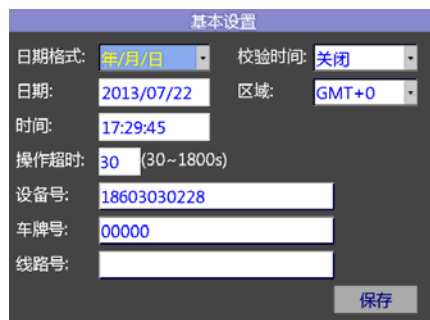 基本设置
日期格式: 年/月/日 校验时间: 关闭
日期: 2013/07/22 区域: GMT+0
时间: 17:29:45
操作超时: 30 (30~1800s)
设备号: 18603030228
车牌号: 00000
线路号:
保存